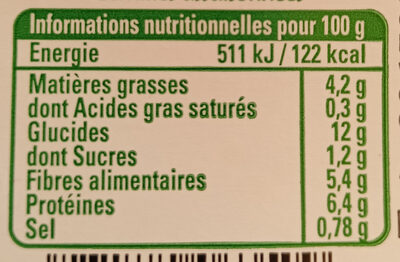 Informations nutritionnelles pour 100 g
Energie 511 kJ / 122 kcal
Matières grasses 4,2 g
dont Acides gras saturés 0,3 g
Glucides 12 g
dont Sucres 1,2 g
Fibres alimentaires 5,4 g
Protéines 6,4 g
Sel 0,78 g